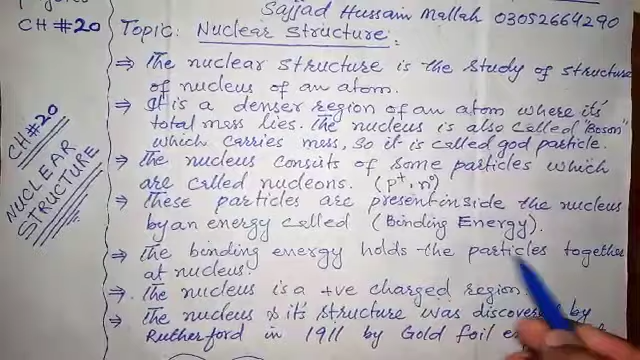 CH #20
Sajjad Hussain Mallah 03052664290
Topic: Nuclear Structure:
CH #20
NUCLEAR
STRUCTURE
⇒ The nuclear structure is the study of structure
of nucleus of an atom.
⇒ It is a denser region of an atom where it's
total mass lies. The nucleus is also called "Boson"
which carries mass, so it is called god particle.
⇒ The nucleus consists of some particles which
are called nucleons. (p⁺, n⁰)
⇒ These particles are present inside the nucleus
by an energy called (Binding Energy).
⇒ The binding energy holds the particles together
at nucleus.
⇒ The nucleus is a +ve charged region.
⇒ The nucleus & it's structure was discovered by
Rutherford in 1911 by Gold foil